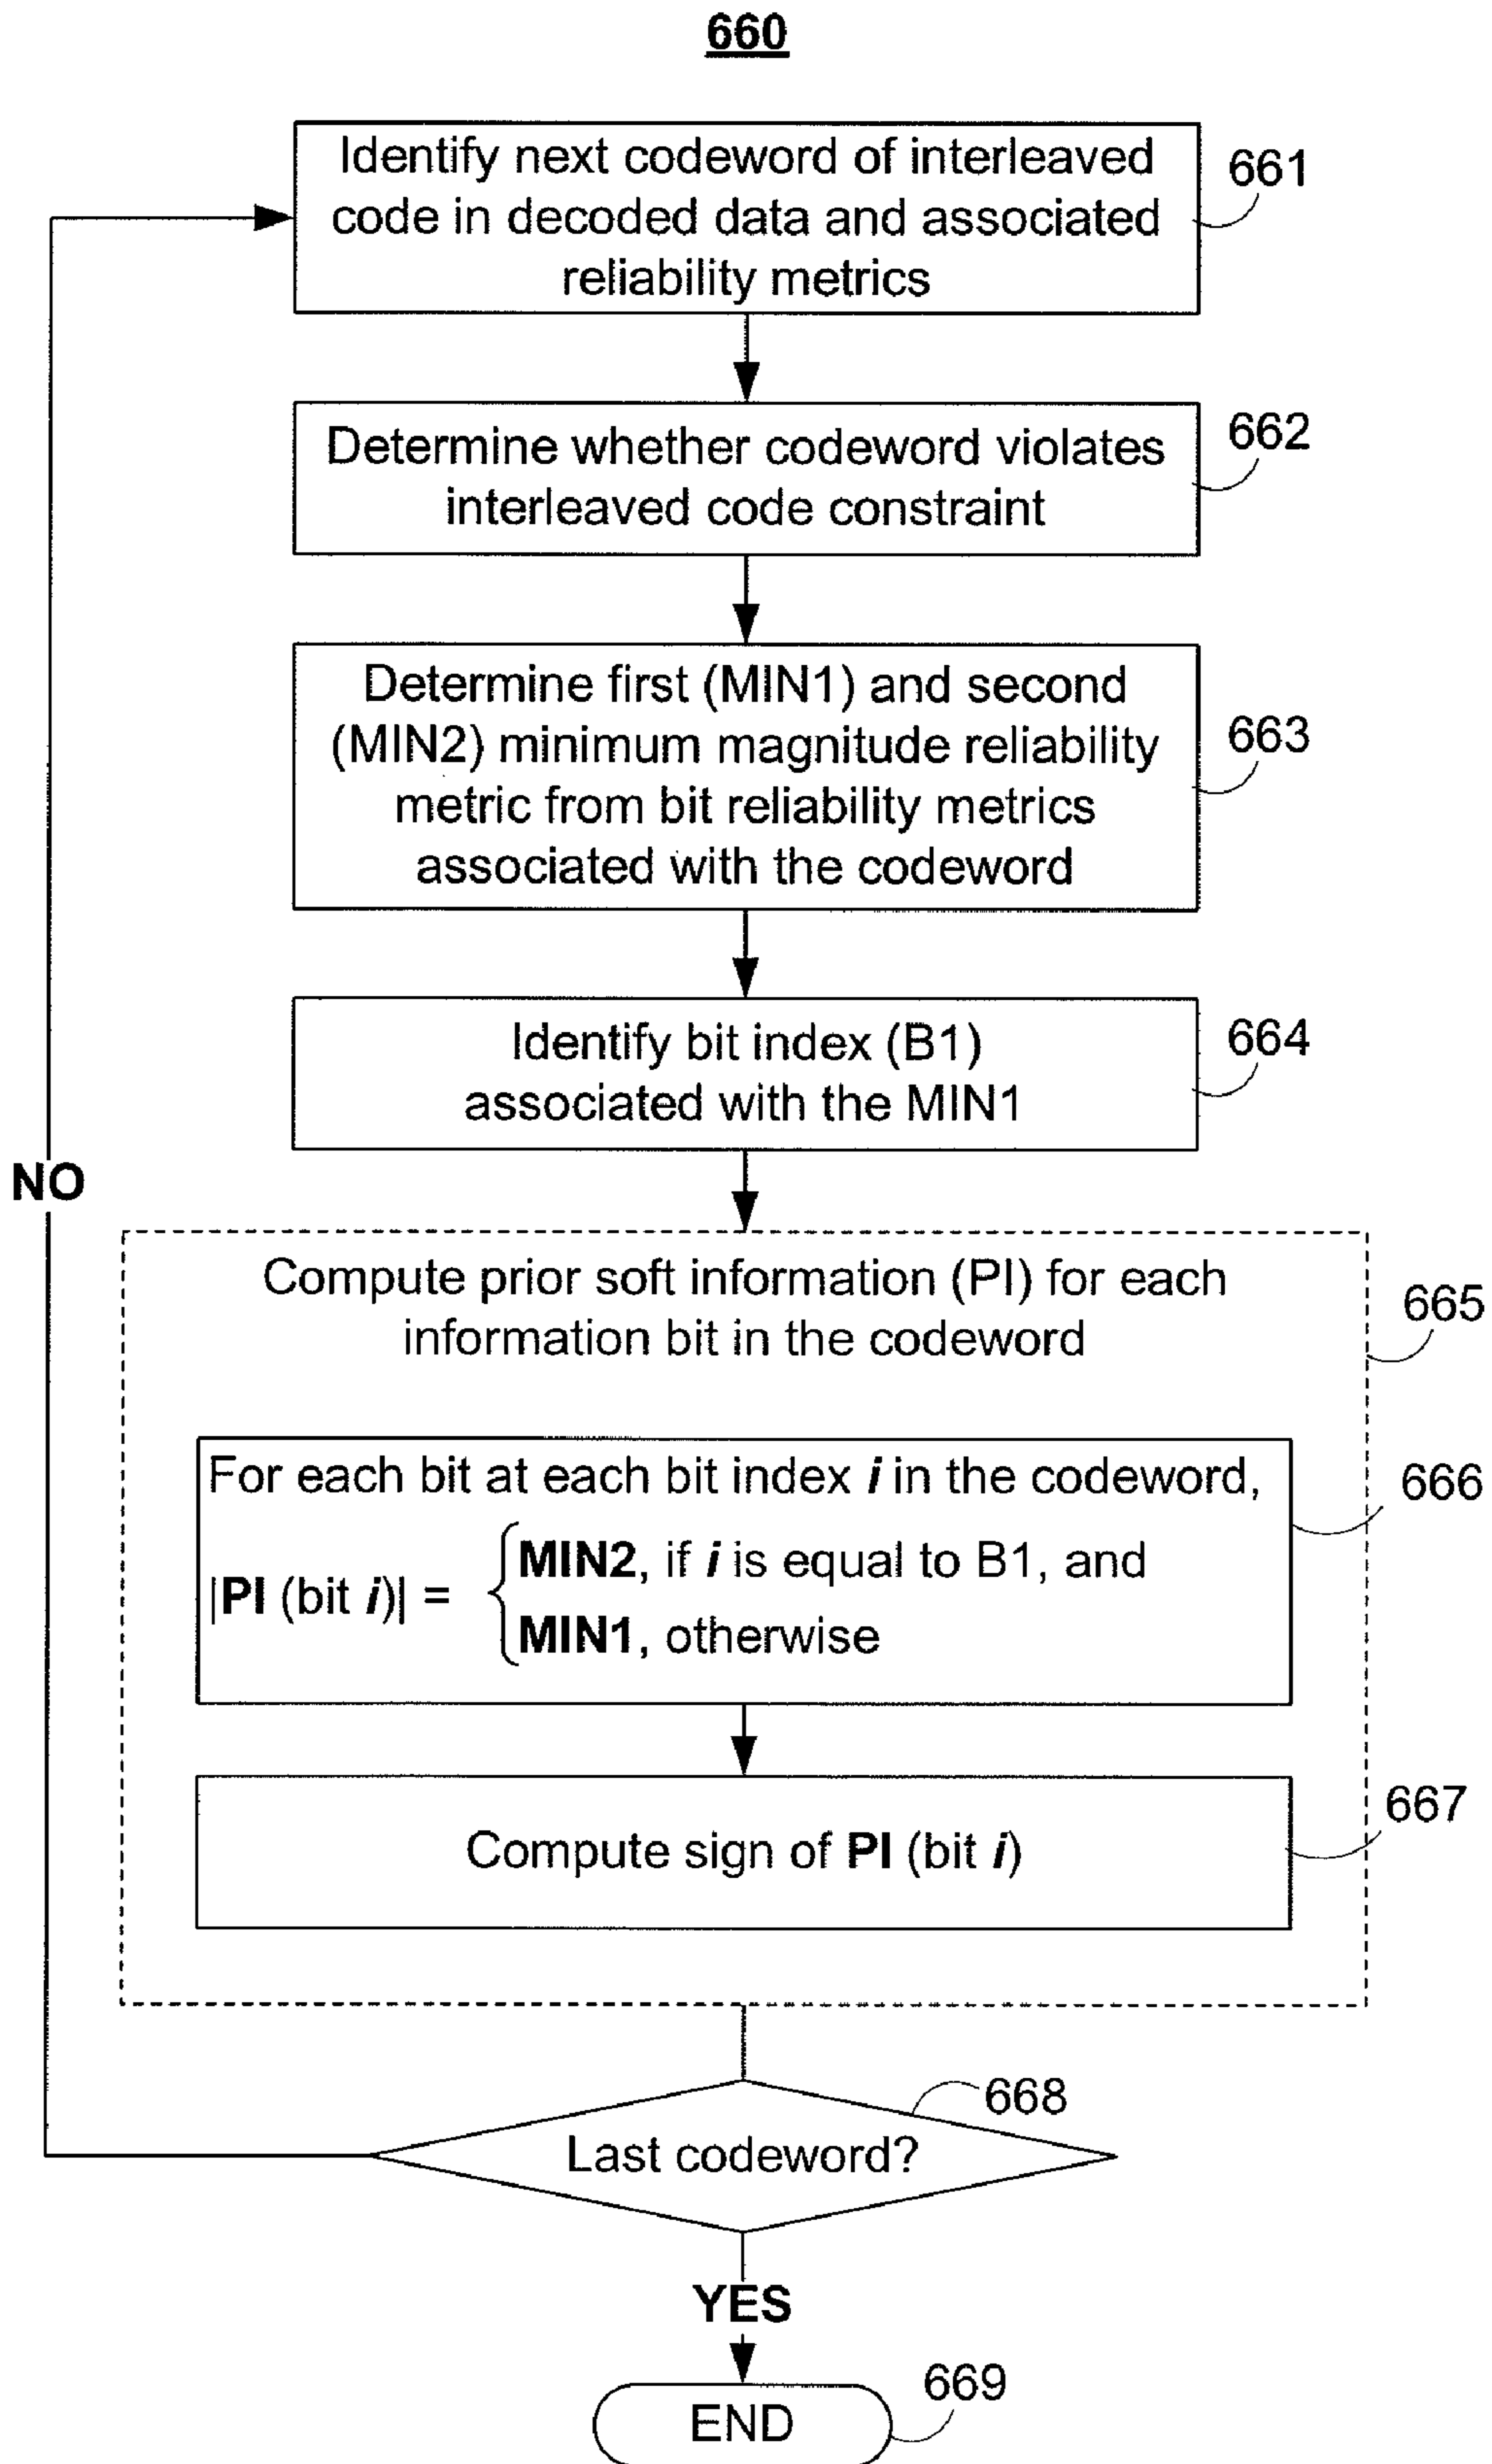 660
Identify next codeword of interleaved
code in decoded data and associated
reliability metrics
661
Determine whether codeword violates
interleaved code constraint
662
Determine first (MIN1) and second
(MIN2) minimum magnitude reliability
metric from bit reliability metrics
associated with the codeword
663
Identify bit index (B1)
associated with the MIN1
664
NO
Compute prior soft information (PI) for each
information bit in the codeword
665
For each bit at each bit index i in the codeword,
|PI (bit i)| =
MIN2, if i is equal to B1, and
MIN1, otherwise
666
Compute sign of PI (bit i)
667
668
Last codeword?
YES
END
669